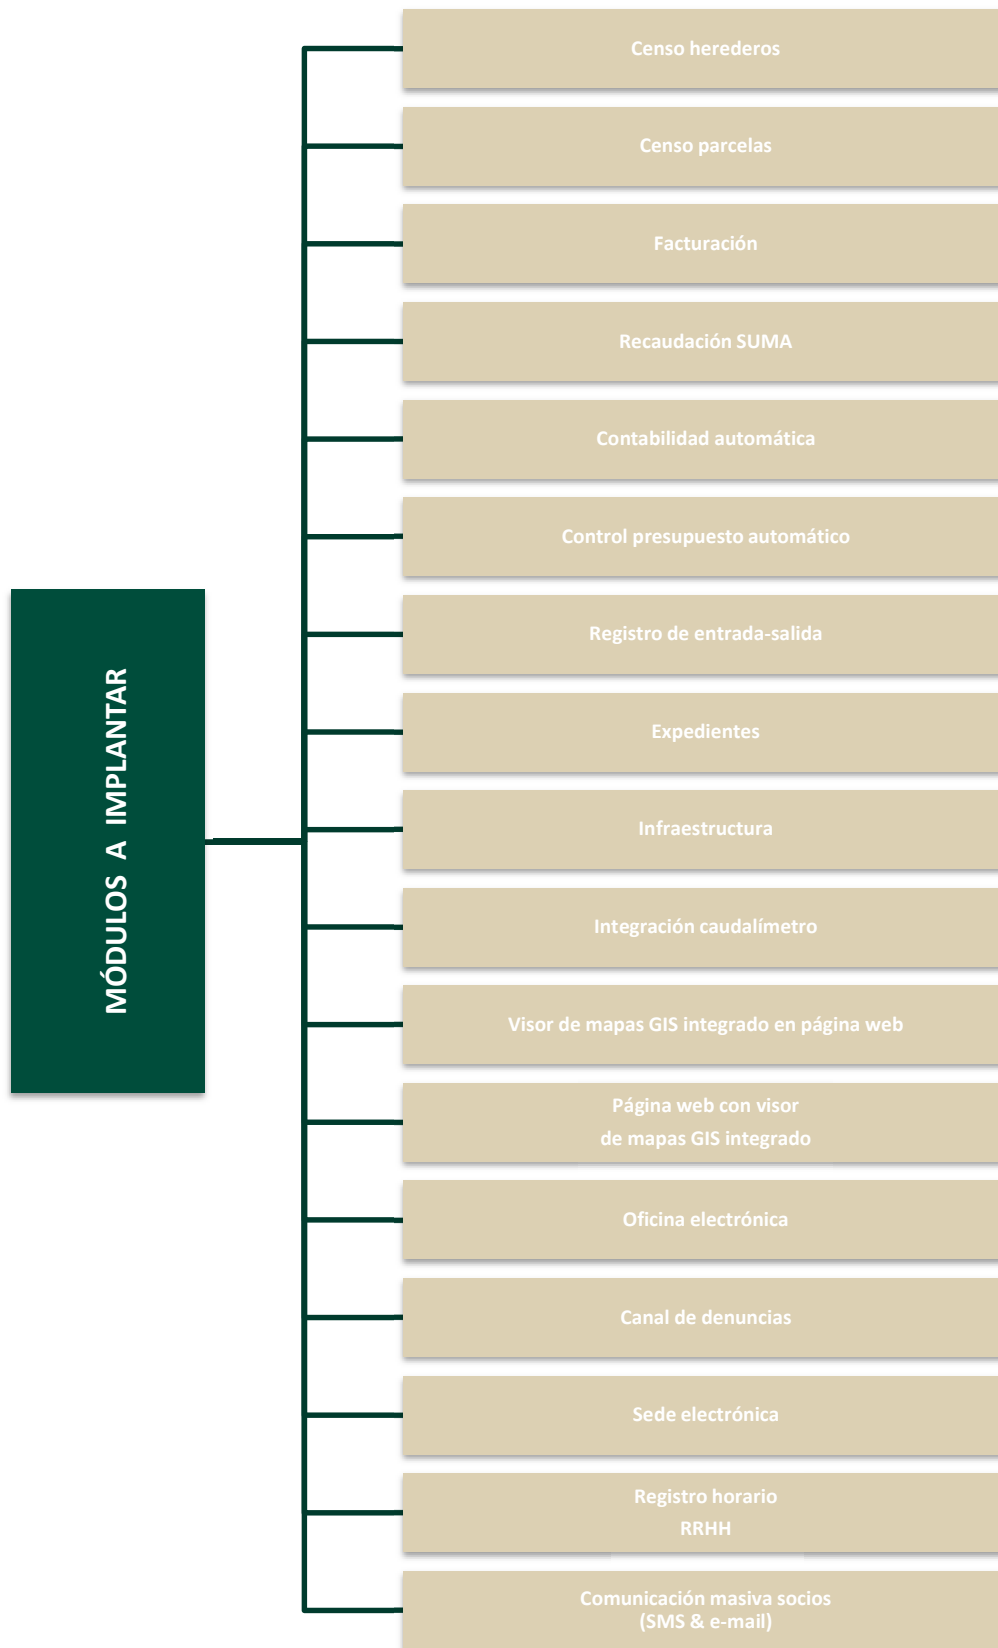 MÓDULOS A IMPLANTAR
Censo herederos
Censo parcelas
Facturación
Recaudación SUMA
Contabilidad automática
Control presupuesto automático
Registro de entrada-salida
Expedientes
Infraestructura
Integración caudalímetro
Visor de mapas GIS integrado en página web
Página web con visor
de mapas GIS integrado
Oficina electrónica
Canal de denuncias
Sede electrónica
Registro horario
RRHH
Comunicación masiva socios
(SMS & e-mail)